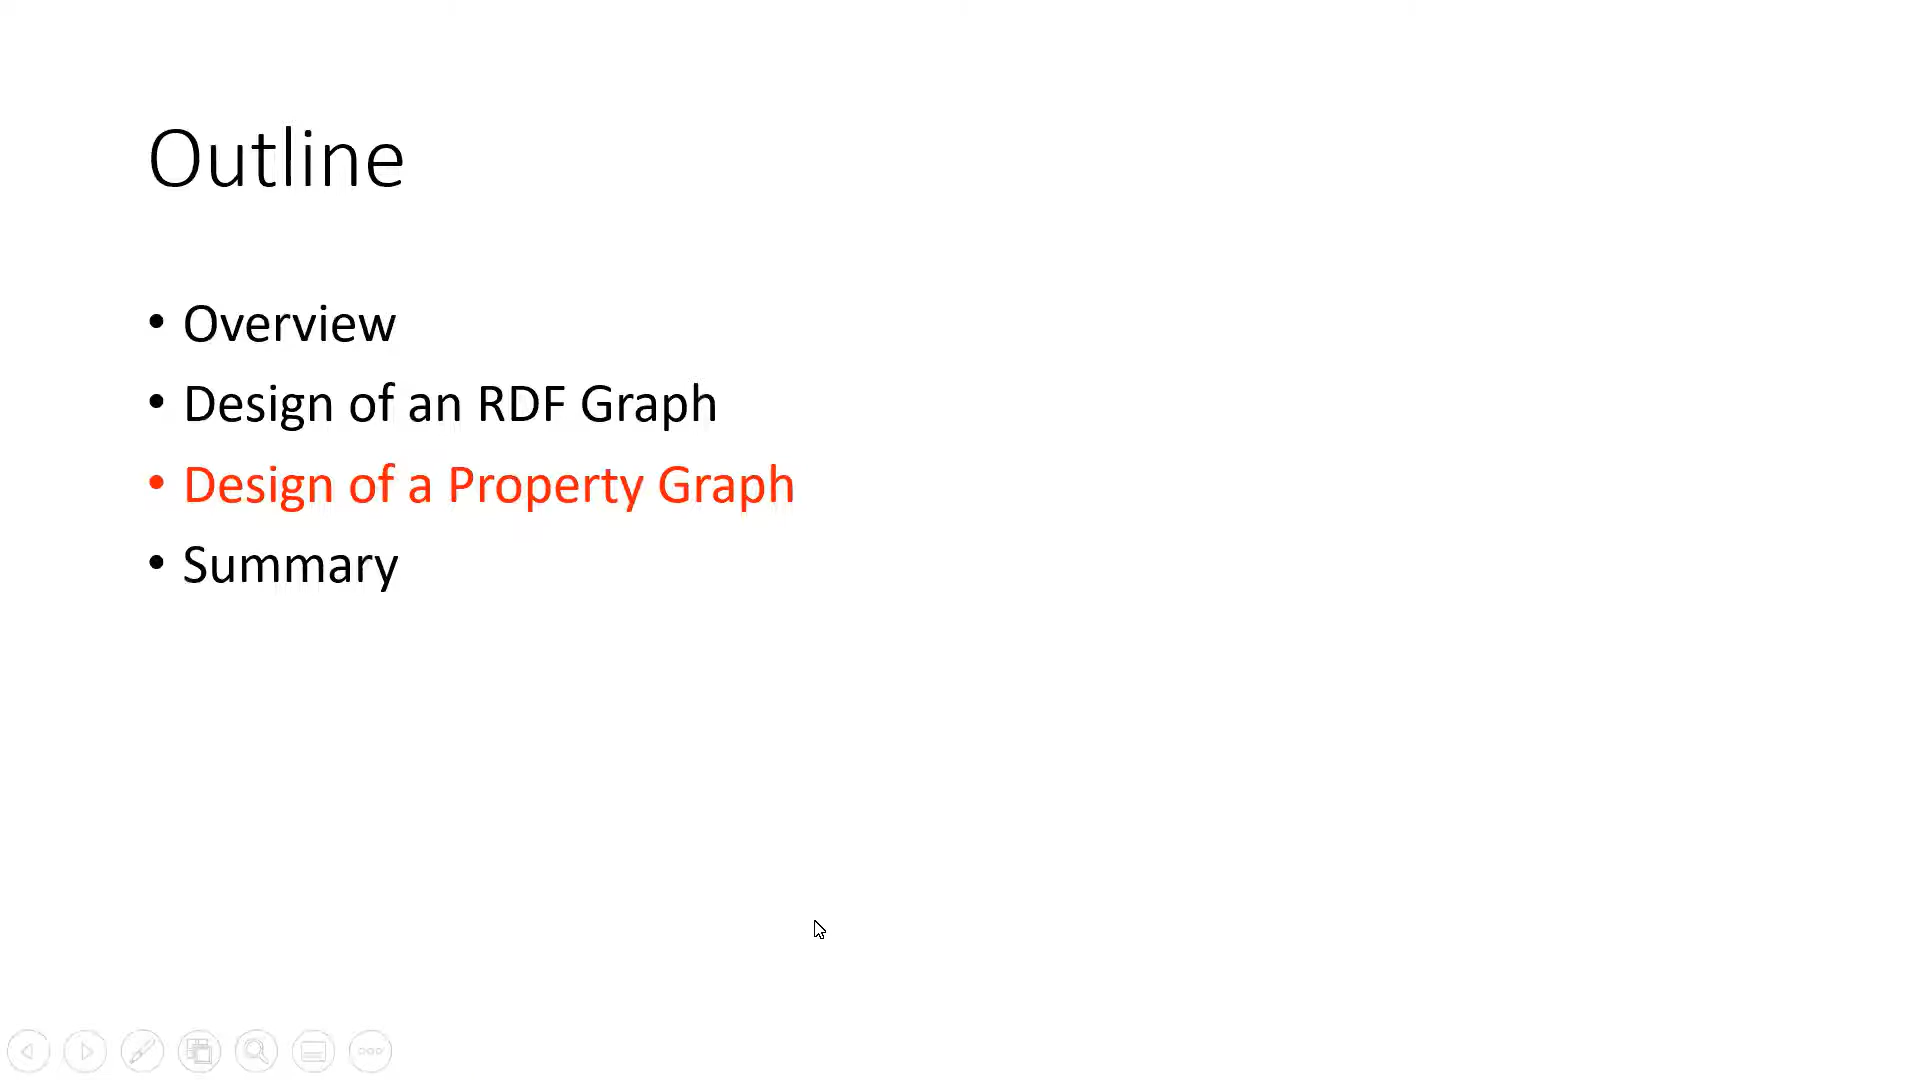 Outline
• Overview
• Design of an RDF Graph
• Design of a Property Graph
• Summary